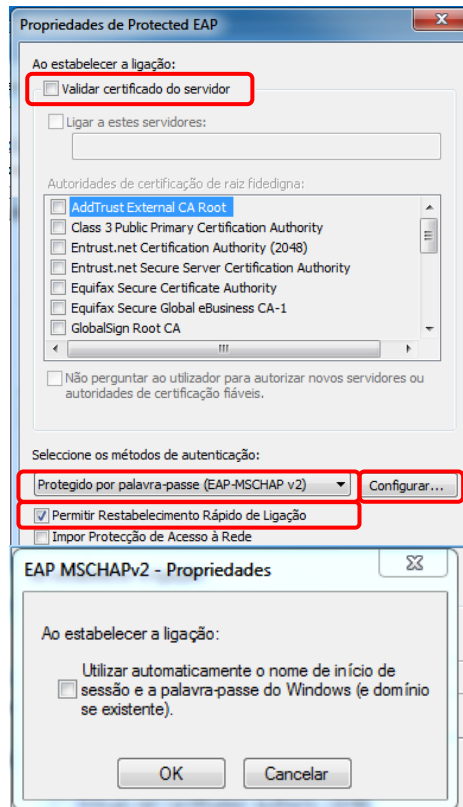 Propriedades de Protected EAP
Ao estabelecer a ligação:
Validar certificado do servidor
Ligar a estes servidores:
Autoridades de certificação de raiz fidedigna:
AddTrust External CA Root
Class 3 Public Primary Certification Authority
Entrust.net Certification Authority (2048)
Entrust.net Secure Server Certification Authority
Equifax Secure Certificate Authority
Equifax Secure Global eBusiness CA-1
GlobalSign Root CA
Não perguntar ao utilizador para autorizar novos servidores ou
autoridades de certificação fiáveis.
Seleccione os métodos de autenticação:
Protegido por palavra-passe (EAP-MSCHAP v2)
Configurar...
Permitir Restabelecimento Rápido de Ligação
Impor Protecção de Acesso à Rede
EAP MSCHAPv2 - Propriedades
Ao estabelecer a ligação:
Utilizar automaticamente o nome de início de
sessão e a palavra-passe do Windows (e domínio
se existente).
OK
Cancelar